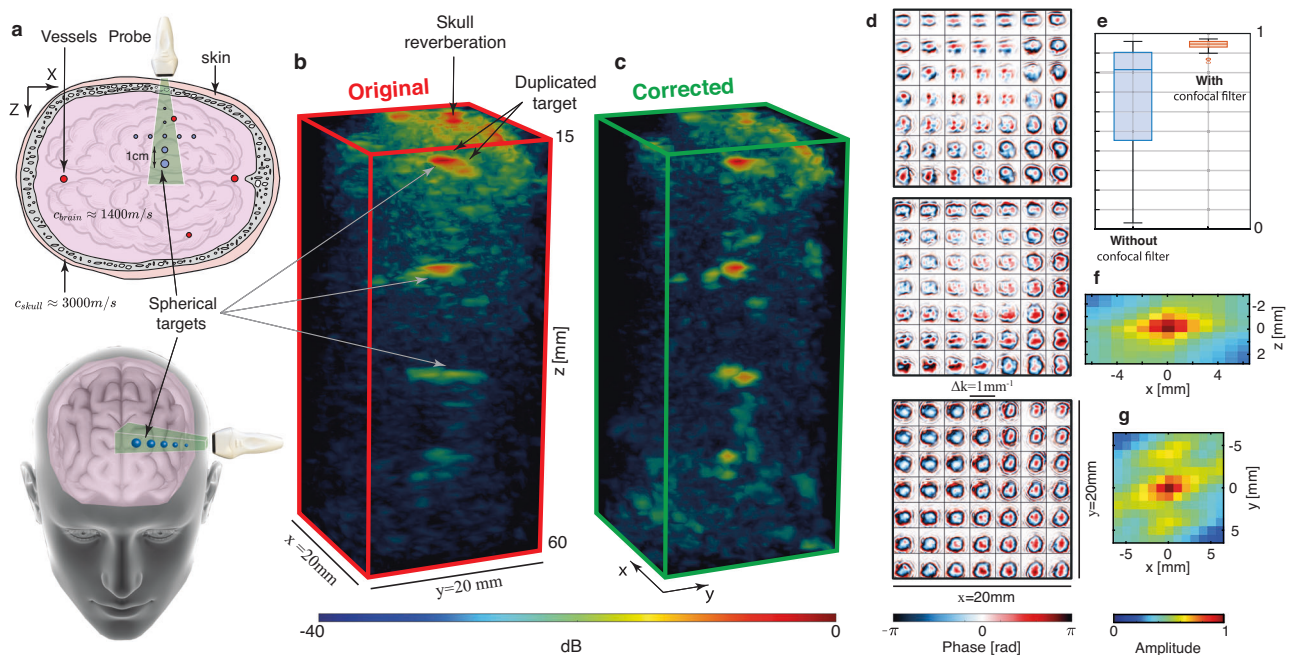 a
Vessels
Probe
skin
X
Z
1cm
c_brain ≈ 1400m/s
c_skull ≈ 3000m/s
Spherical
targets
b
Original
Skull
reverberation
Duplicated
target
c
Corrected
15
z [mm]
60
x =20mm
y=20 mm
x
y
-40
0
dB
d
Δk=1mm⁻¹
y=20mm
x=20mm
-π
0
π
Phase [rad]
e
1
With
confocal filter
0
Without
confocal filter
f
-2
0
2
z [mm]
-4
0
4
x [mm]
g
-5
0
5
y [mm]
-5
0
5
x [mm]
0
1
Amplitude